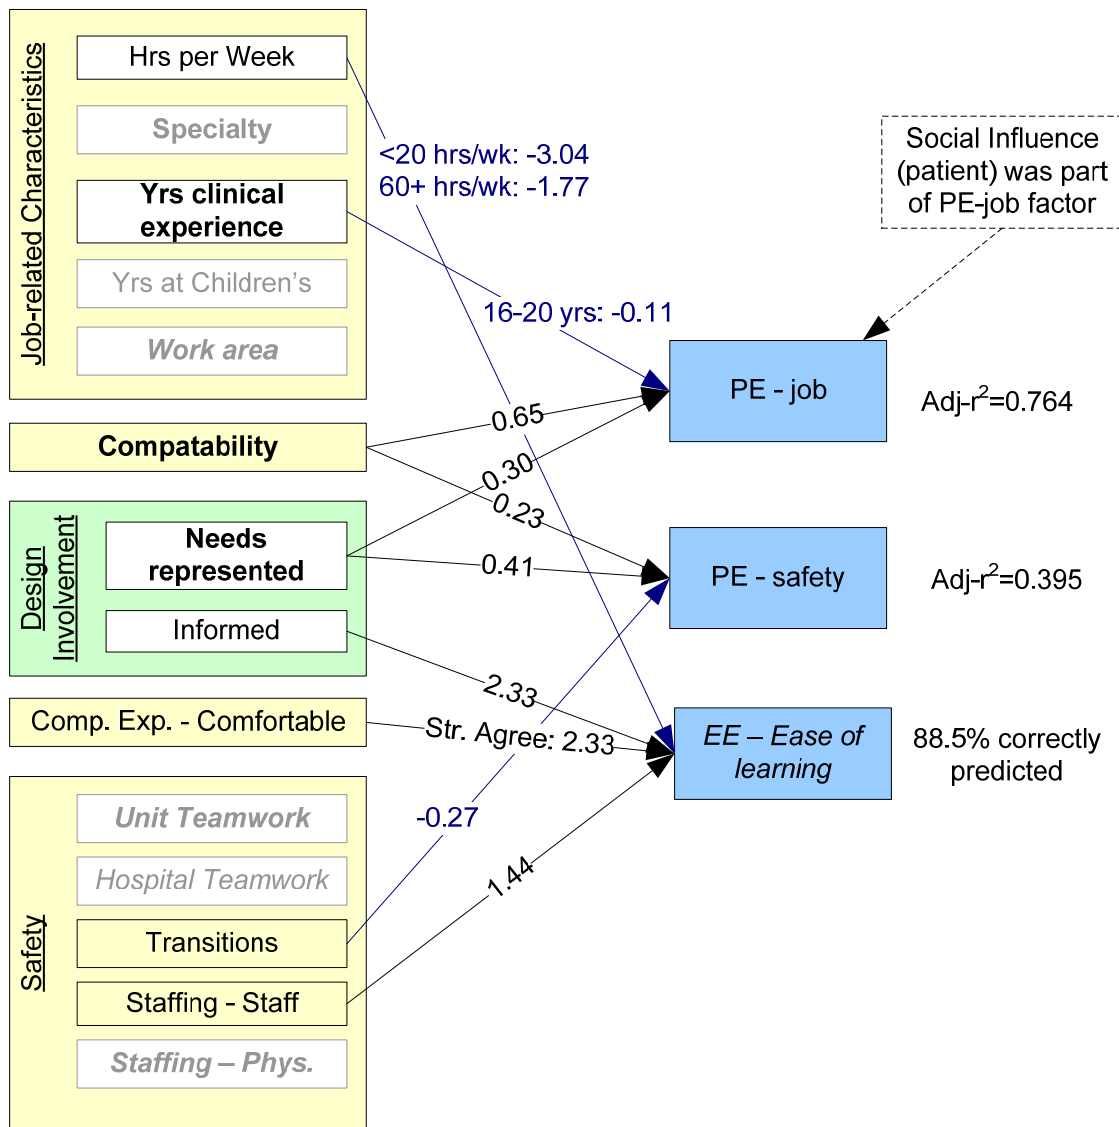 Job-related Characteristics
Hrs per Week
Specialty
Yrs clinical
experience
Yrs at Children's
Work area
Compatability
Design
Involvement
Needs
represented
Informed
Comp. Exp. - Comfortable
Safety
Unit Teamwork
Hospital Teamwork
Transitions
Staffing - Staff
Staffing – Phys.
<20 hrs/wk: -3.04
60+ hrs/wk: -1.77
16-20 yrs: -0.11
0.65
0.30
0.23
0.41
2.33
Str. Agree: 2.33
-0.27
1.44
Social Influence
(patient) was part
of PE-job factor
PE - job
Adj-r²=0.764
PE - safety
Adj-r²=0.395
EE – Ease of
learning
88.5% correctly
predicted